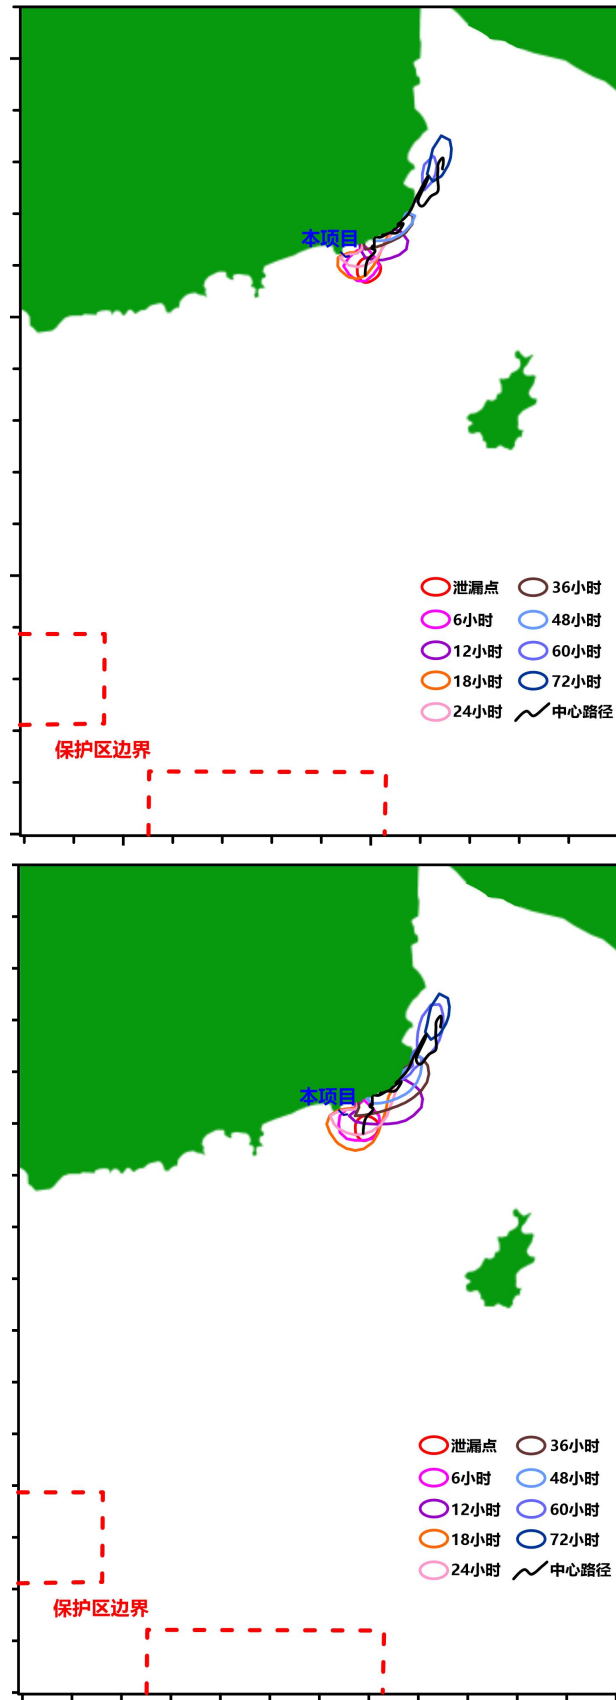 本项目
泄漏点 36小时
6小时 48小时
12小时 60小时
18小时 72小时
24小时 中心路径
保护区边界
本项目
泄漏点 36小时
6小时 48小时
12小时 60小时
18小时 72小时
24小时 中心路径
保护区边界